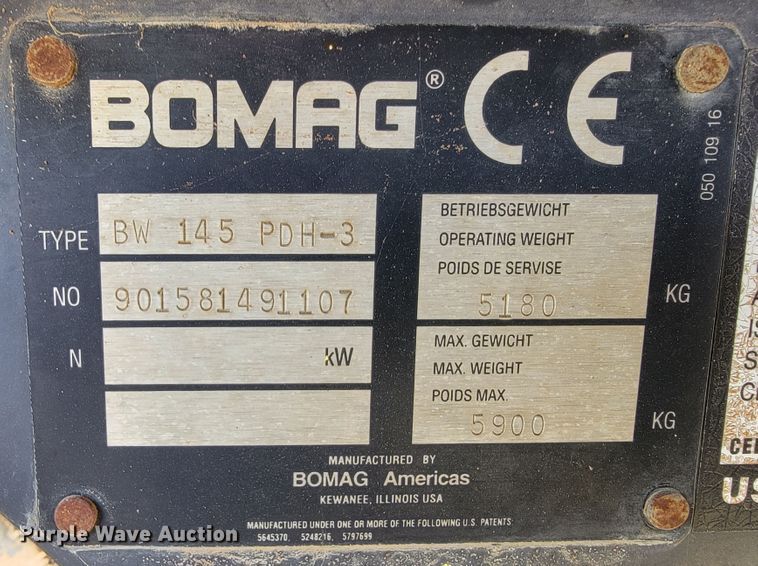 BOMAG® CE
050 109 16
TYPE BW 145 PDH-3
NO 901581491107
N kW
BETRIEBSGEWICHT
OPERATING WEIGHT
POIDS DE SERVISE
5180 KG
MAX. GEWICHT
MAX. WEIGHT
POIDS MAX.
5900 KG
MANUFACTURED BY
BOMAG Americas
KEWANEE, ILLINOIS USA
MANUFACTURED UNDER ONE OR MORE OF THE FOLLOWING U.S. PATENTS:
5645370, 5248216, 5797699
US
Purple Wave Auction